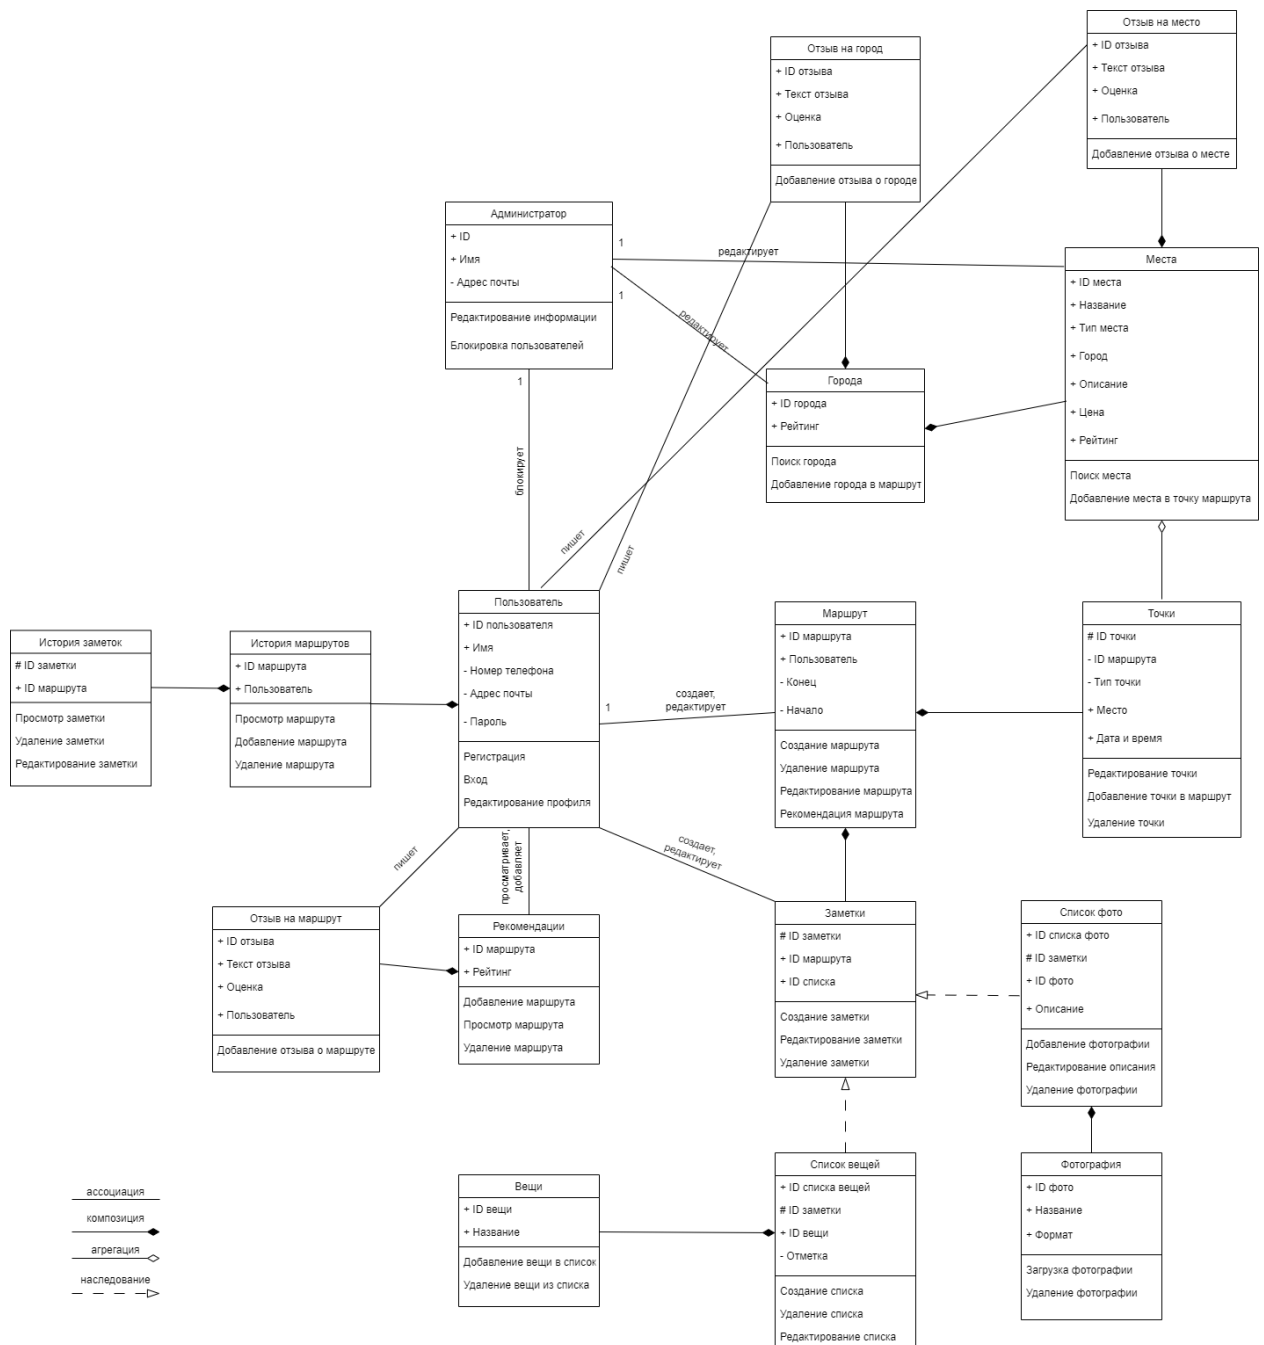 Отзыв на место
+ ID отзыва
+ Текст отзыва
+ Оценка
+ Пользователь
Добавление отзыва о месте
Отзыв на город
+ ID отзыва
+ Текст отзыва
+ Оценка
+ Пользователь
Добавление отзыва о городе
Администратор
+ ID
+ Имя
- Адрес почты
Редактирование информации
Блокировка пользователей
1
редактирует
1
редактирует
1
блокирует
Места
+ ID места
+ Название
+ Тип места
+ Город
+ Описание
+ Цена
+ Рейтинг
Поиск места
Добавление места в точку маршрута
Города
+ ID города
+ Рейтинг
Поиск города
Добавление города в маршрут
пишет
пишет
История заметок
# ID заметки
+ ID маршрута
Просмотр заметки
Удаление заметки
Редактирование заметки
История маршрутов
+ ID маршрута
+ Пользователь
Просмотр маршрута
Добавление маршрута
Удаление маршрута
Пользователь
+ ID пользователя
+ Имя
- Номер телефона
- Адрес почты
- Пароль
Регистрация
Вход
Редактирование профиля
1
создает,
редактирует
Маршрут
+ ID маршрута
+ Пользователь
- Конец
- Начало
Создание маршрута
Удаление маршрута
Редактирование маршрута
Рекомендация маршрута
Точки
# ID точки
- ID маршрута
- Тип точки
+ Место
+ Дата и время
Редактирование точки
Добавление точки в маршрут
Удаление точки
пишет
просматривает,
добавляет
создает,
редактирует
Отзыв на маршрут
+ ID отзыва
+ Текст отзыва
+ Оценка
+ Пользователь
Добавление отзыва о маршруте
Рекомендации
+ ID маршрута
+ Рейтинг
Добавление маршрута
Просмотр маршрута
Удаление маршрута
Заметки
# ID заметки
+ ID маршрута
+ ID списка
Создание заметки
Редактирование заметки
Удаление заметки
Список фото
+ ID списка фото
# ID заметки
+ ID фото
+ Описание
Добавление фотографии
Редактирование описания
Удаление фотографии
ассоциация
композиция
агрегация
наследование
Вещи
+ ID вещи
+ Название
Добавление вещи в список
Удаление вещи из списка
Список вещей
+ ID списка вещей
# ID заметки
+ ID вещи
- Отметка
Создание списка
Удаление списка
Редактирование списка
Фотография
+ ID фото
+ Название
+ Формат
Загрузка фотографии
Удаление фотографии